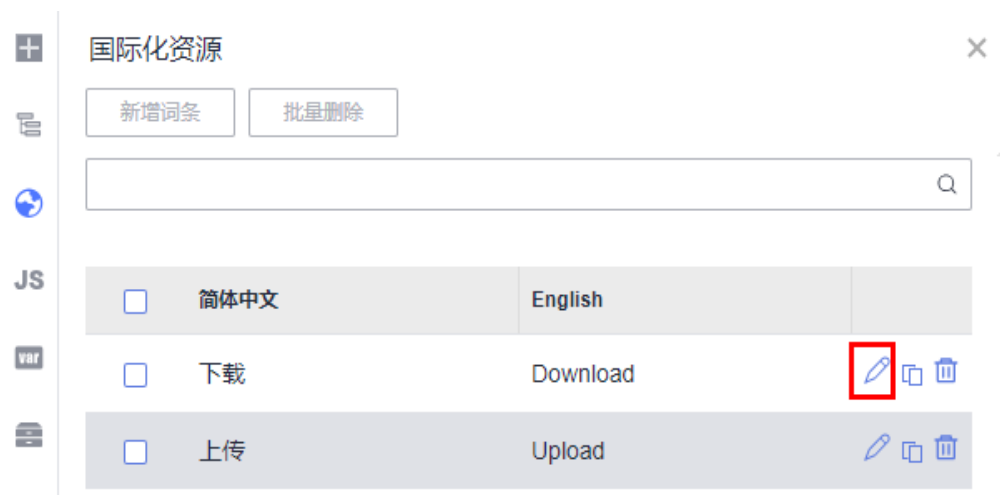 国际化资源
新增词条 批量删除
JS
简体中文 English
var
下载 Download
上传 Upload